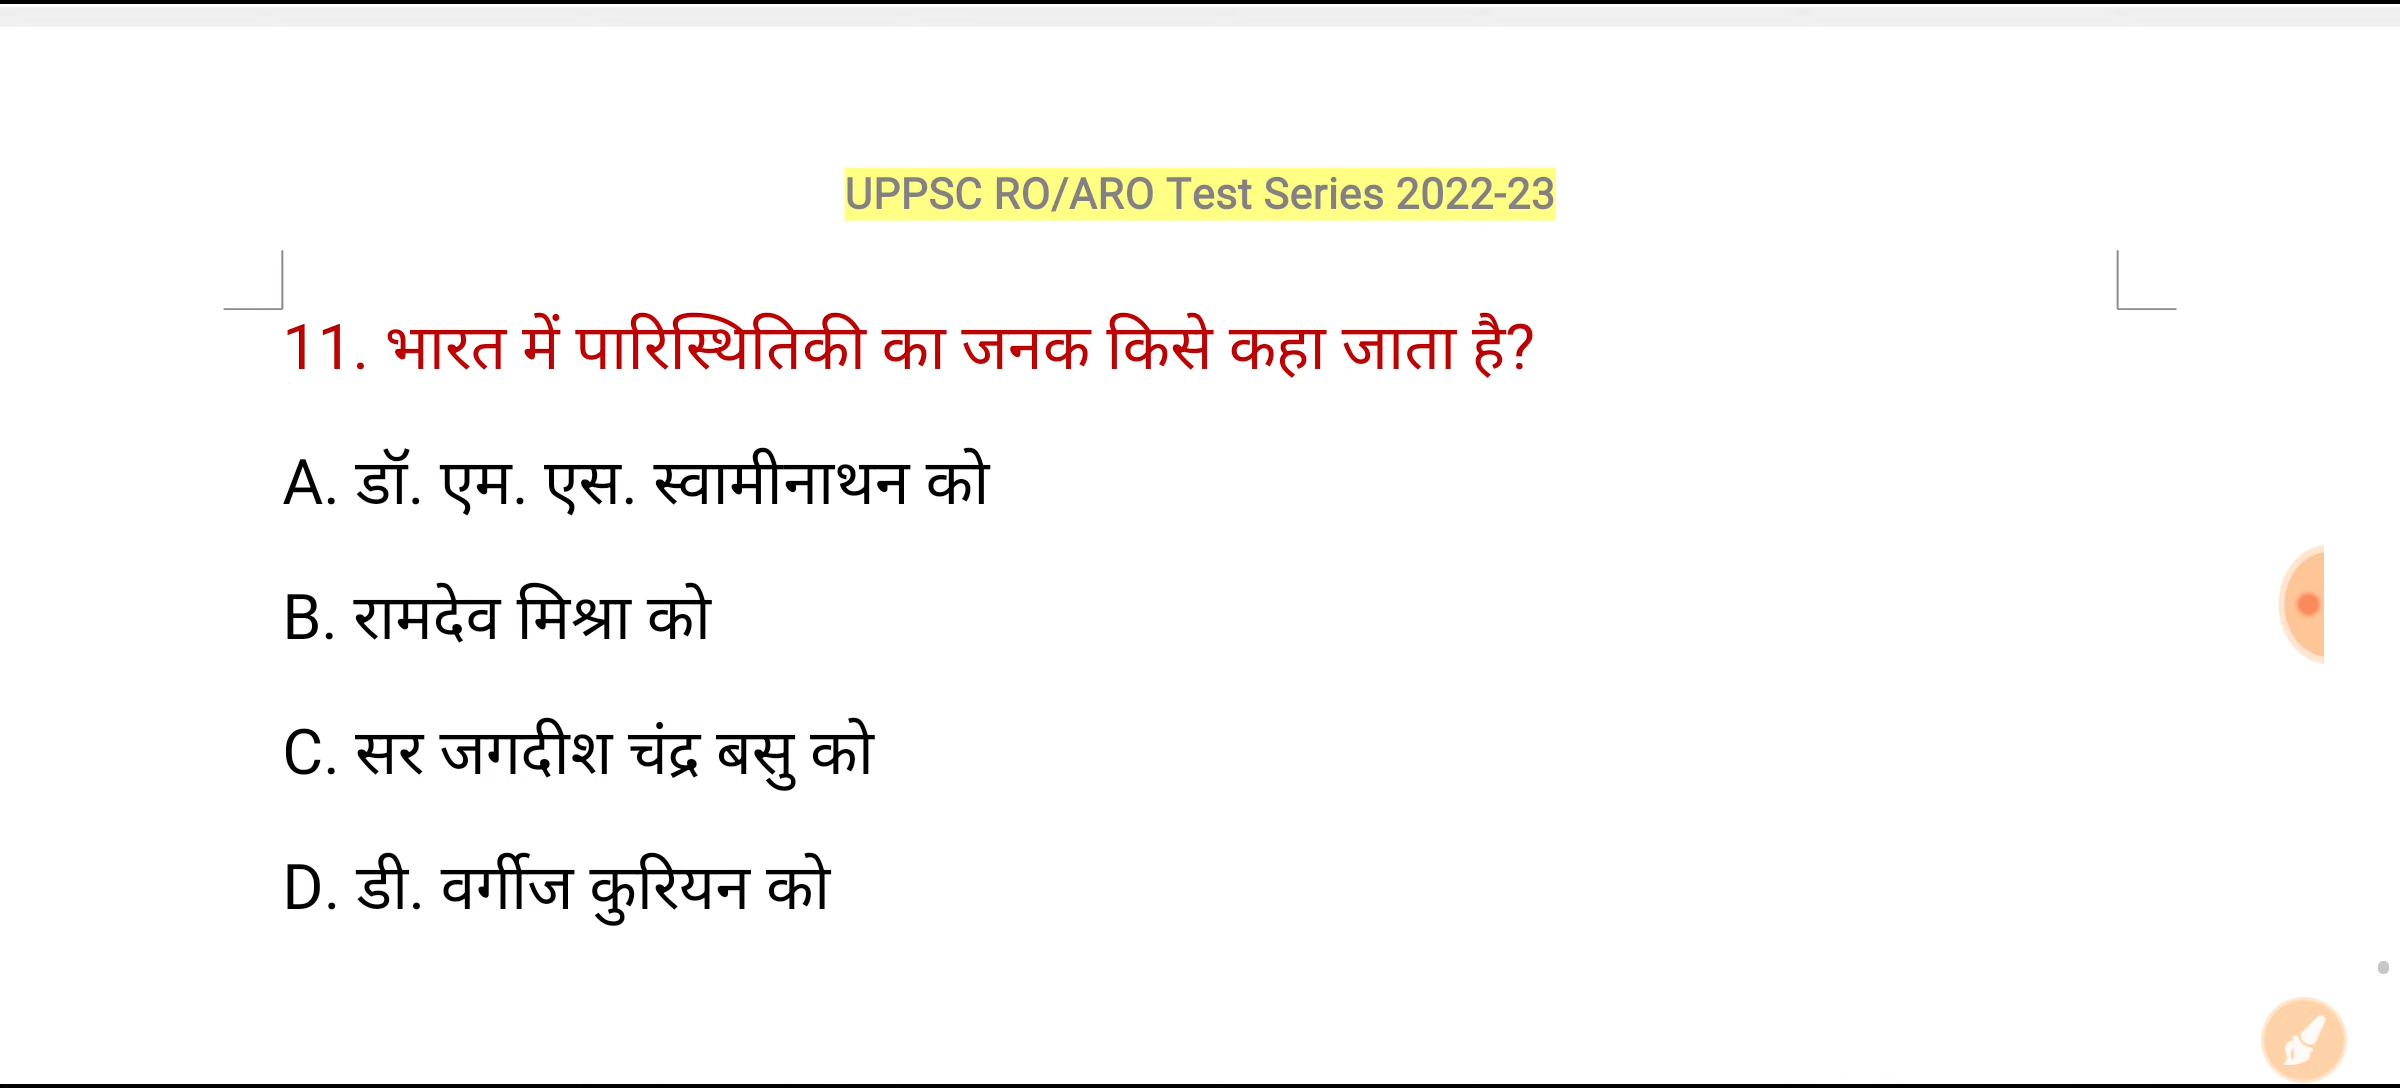 UPPSC RO/ARO Test Series 2022-23
11. भारत में पारिस्थितिकी का जनक किसे कहा जाता है?
A. डॉ. एम. एस. स्वामीनाथन को
B. रामदेव मिश्रा को
C. सर जगदीश चंद्र बसु को
D. डी. वर्गीज कुरियन को